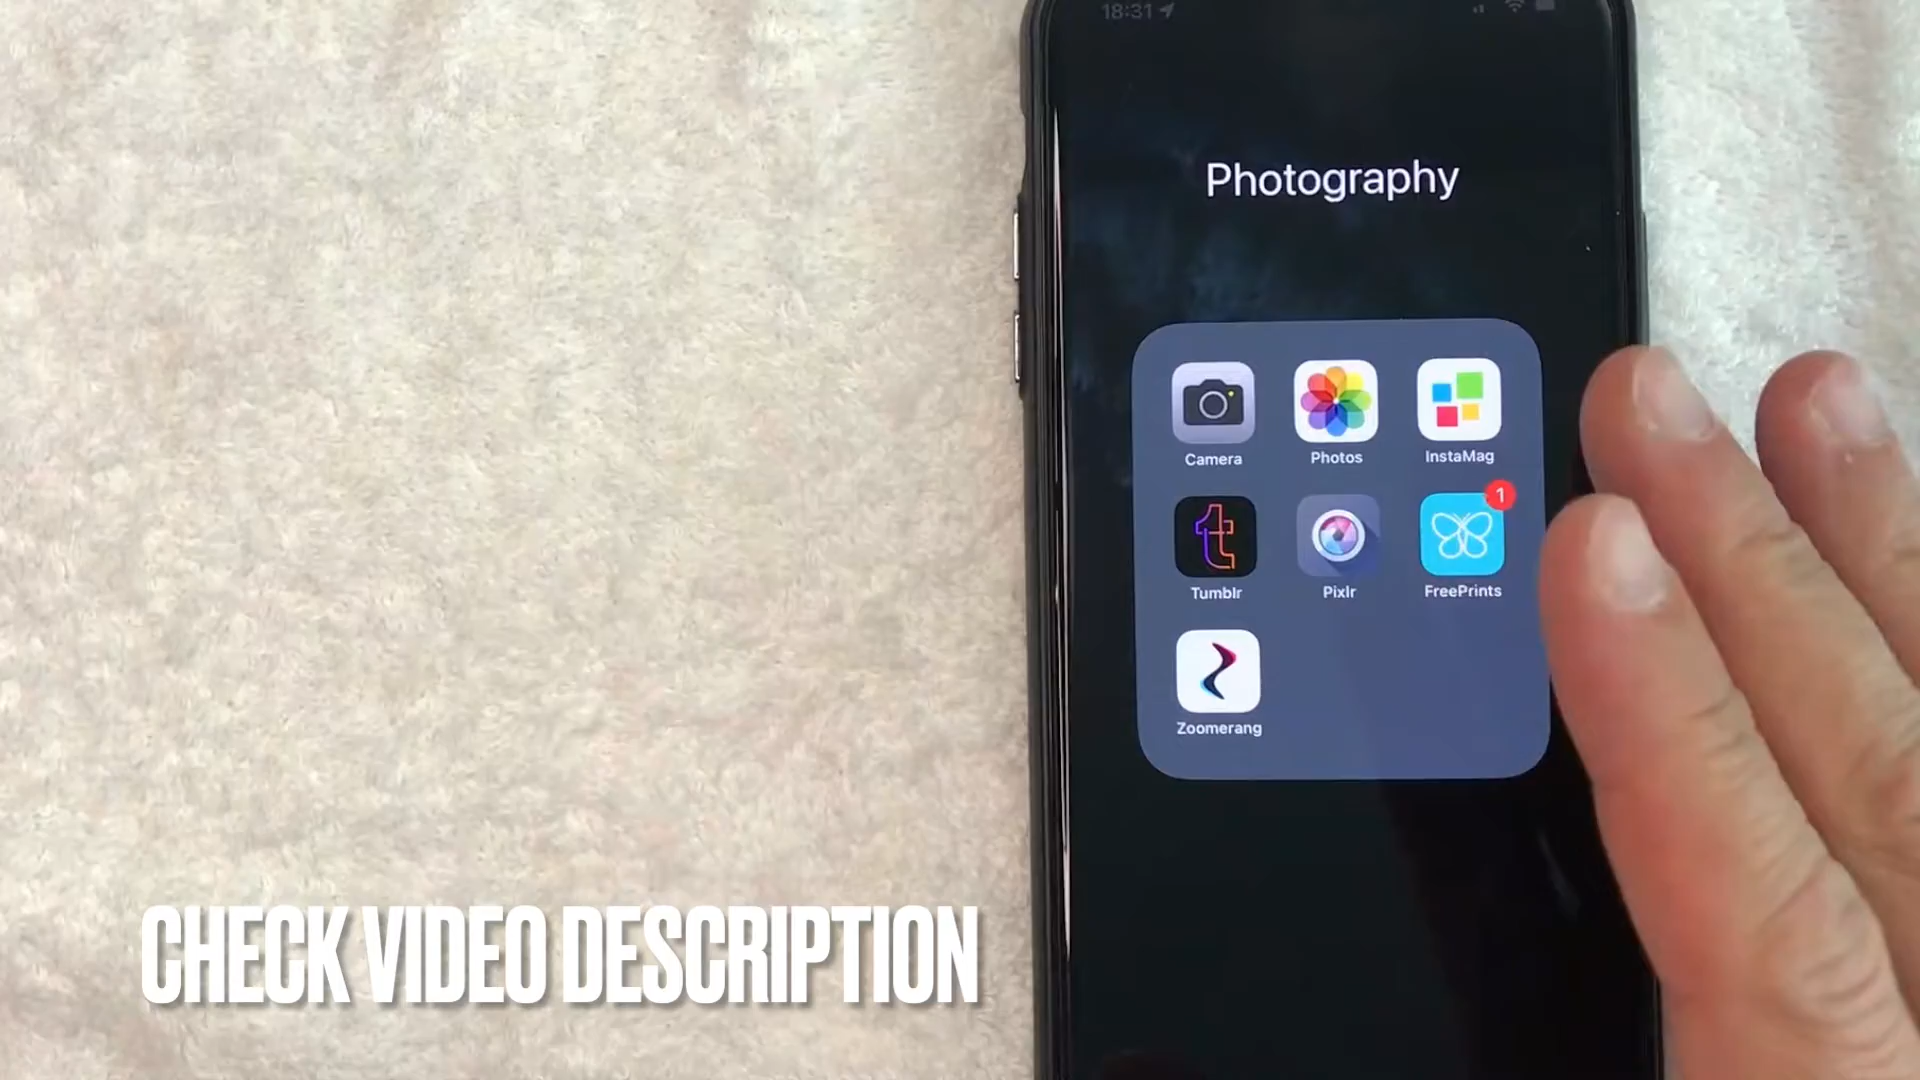 18:31
Photography
Camera Photos InstaMag
1
Tumblr Pixlr FreePrints
Zoomerang
CHECK VIDEO DESCRIPTION